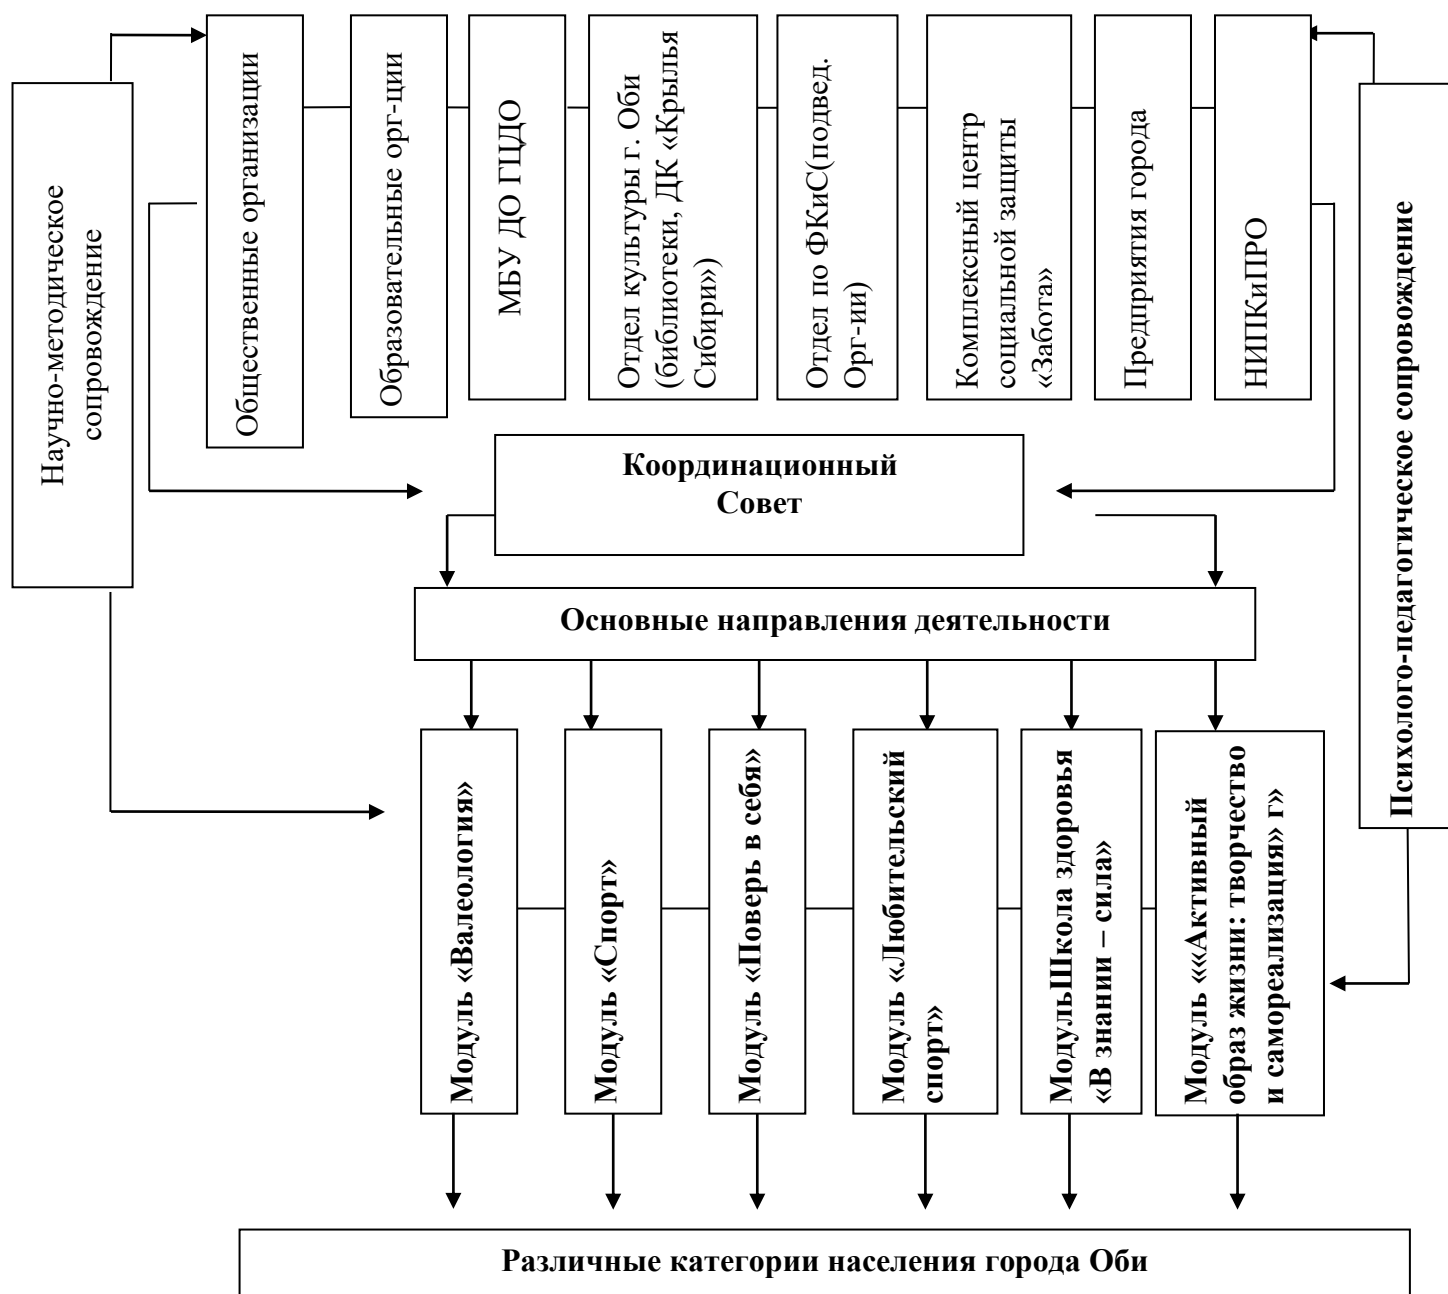 Научно-методическое
сопровождение
Общественные организации
Образовательные орг-ции
МБУ ДО ГЦДО
Отдел культуры г. Оби
(библиотеки, ДК «Крылья
Сибири»)
Отдел по ФКиС(подвед.
Орг-ии)
Комплексный центр
социальной защиты
«Забота»
Предприятия города
НИПКиПРО
Психолого-педагогическое сопровождение
Координационный
Совет
Основные направления деятельности
Модуль «Валеология»
Модуль «Спорт»
Модуль «Поверь в себя»
Модуль «Любительский
спорт»
МодульШкола здоровья
«В знании – сила»
Модуль ««Активный
образ жизни: творчество
и самореализация» г»
Различные категории населения города Оби